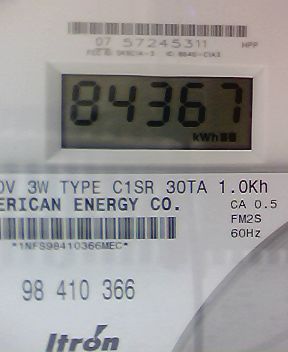 07 57245311 HPP
84367
kWh
0V 3W TYPE C1SR 30TA 1.0Kh
ERICAN ENERGY CO. CA 0.5
FM2S
60Hz
*1NFS98410366MEC*
98 410 366
Itron